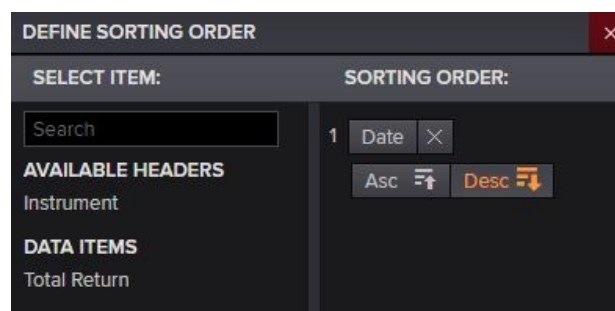 DEFINE SORTING ORDER
SELECT ITEM:
SORTING ORDER:
Search
1 Date
Asc Desc
AVAILABLE HEADERS
Instrument
DATA ITEMS
Total Return